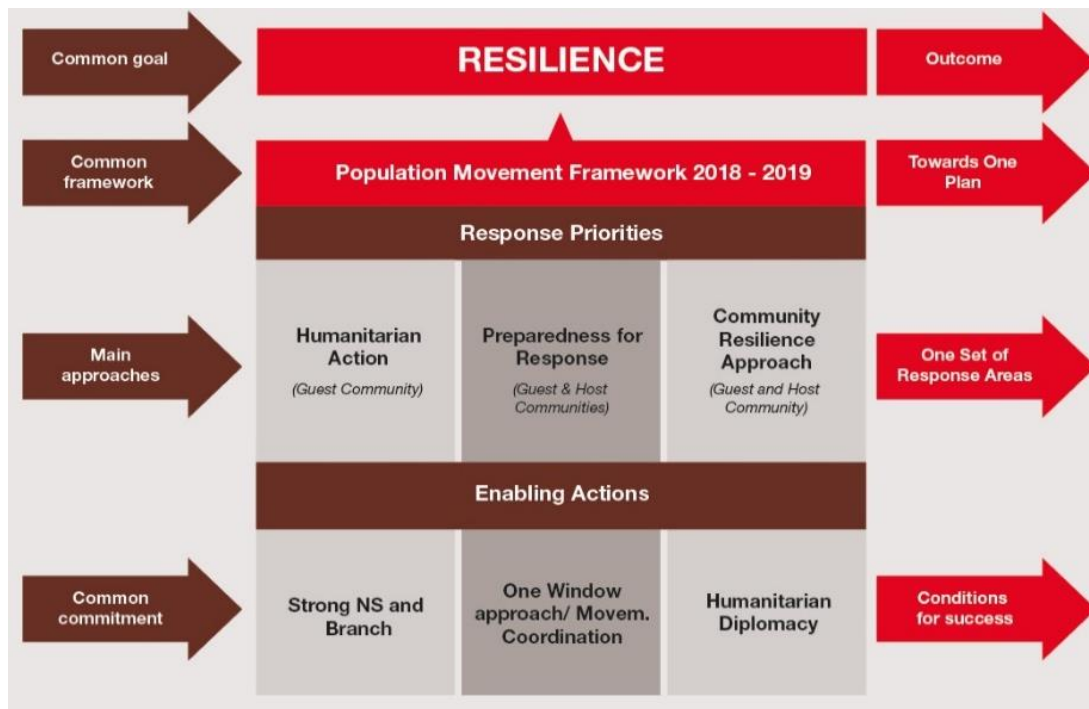 Common goal
RESILIENCE
Outcome
Common
framework
Population Movement Framework 2018 - 2019
Towards One
Plan
Response Priorities
Main
approaches
Humanitarian
Action
(Guest Community)
Preparedness for
Response
(Guest & Host
Communities)
Community
Resilience
Approach
(Guest and Host
Community)
One Set of
Response Areas
Enabling Actions
Common
commitment
Strong NS and
Branch
One Window
approach/ Movem.
Coordination
Humanitarian
Diplomacy
Conditions
for success